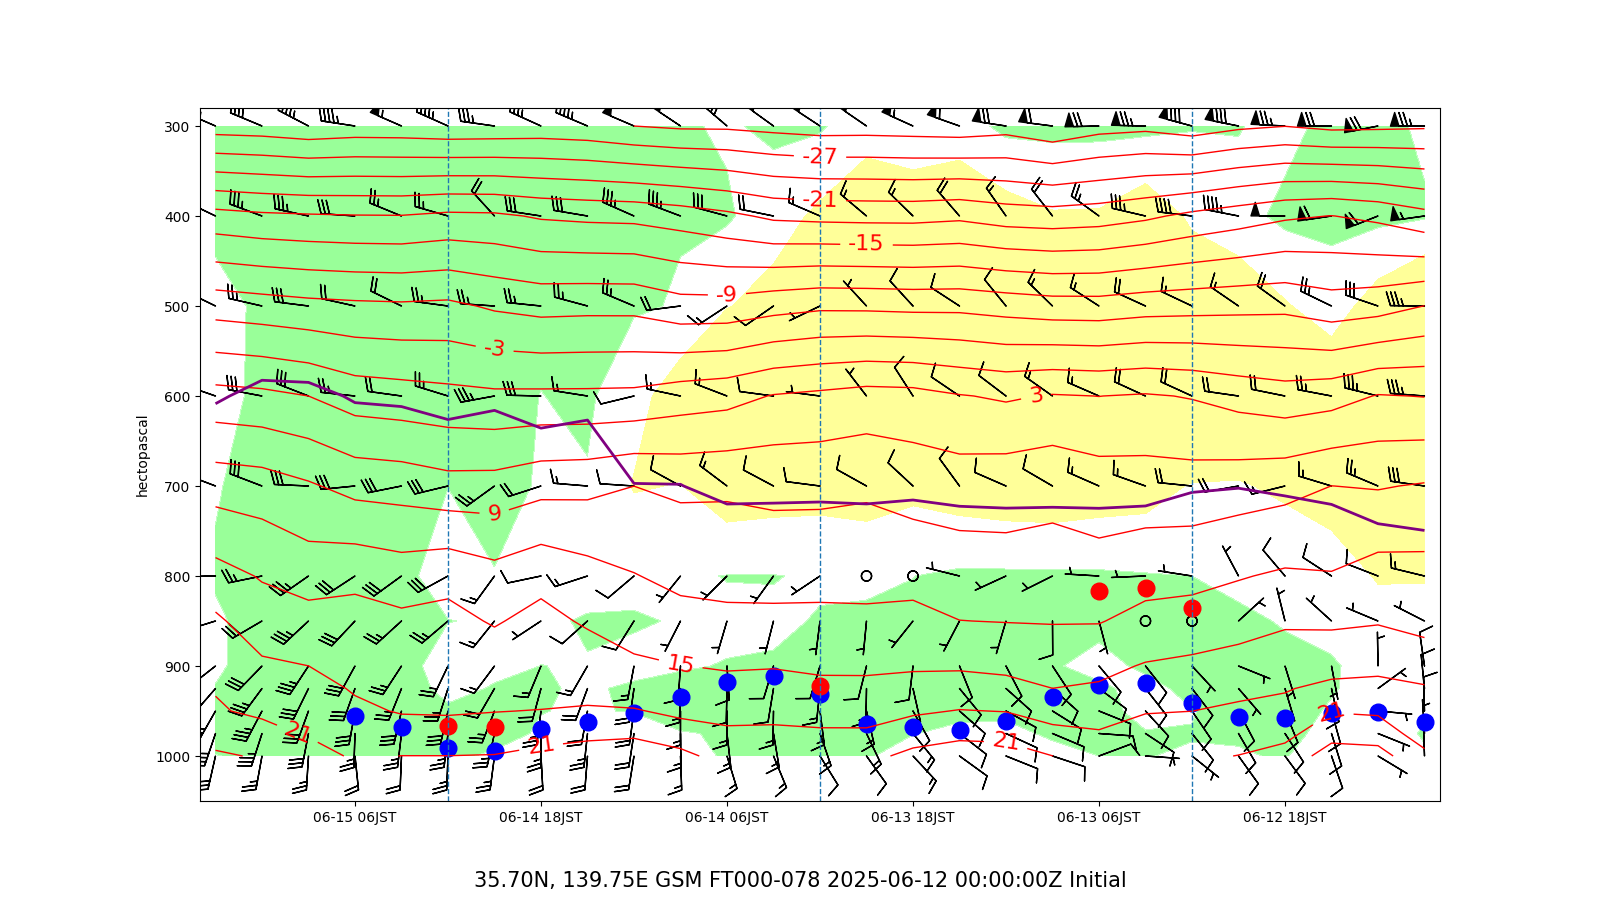 300
400
500
600
700
800
900
1000
hectopascal
-27
-21
-15
-9
-3
3
9
15
21
21
21
21
06-15 06JST
06-14 18JST
06-14 06JST
06-13 18JST
06-13 06JST
06-12 18JST
35.70N, 139.75E GSM FT000-078 2025-06-12 00:00:00Z Initial